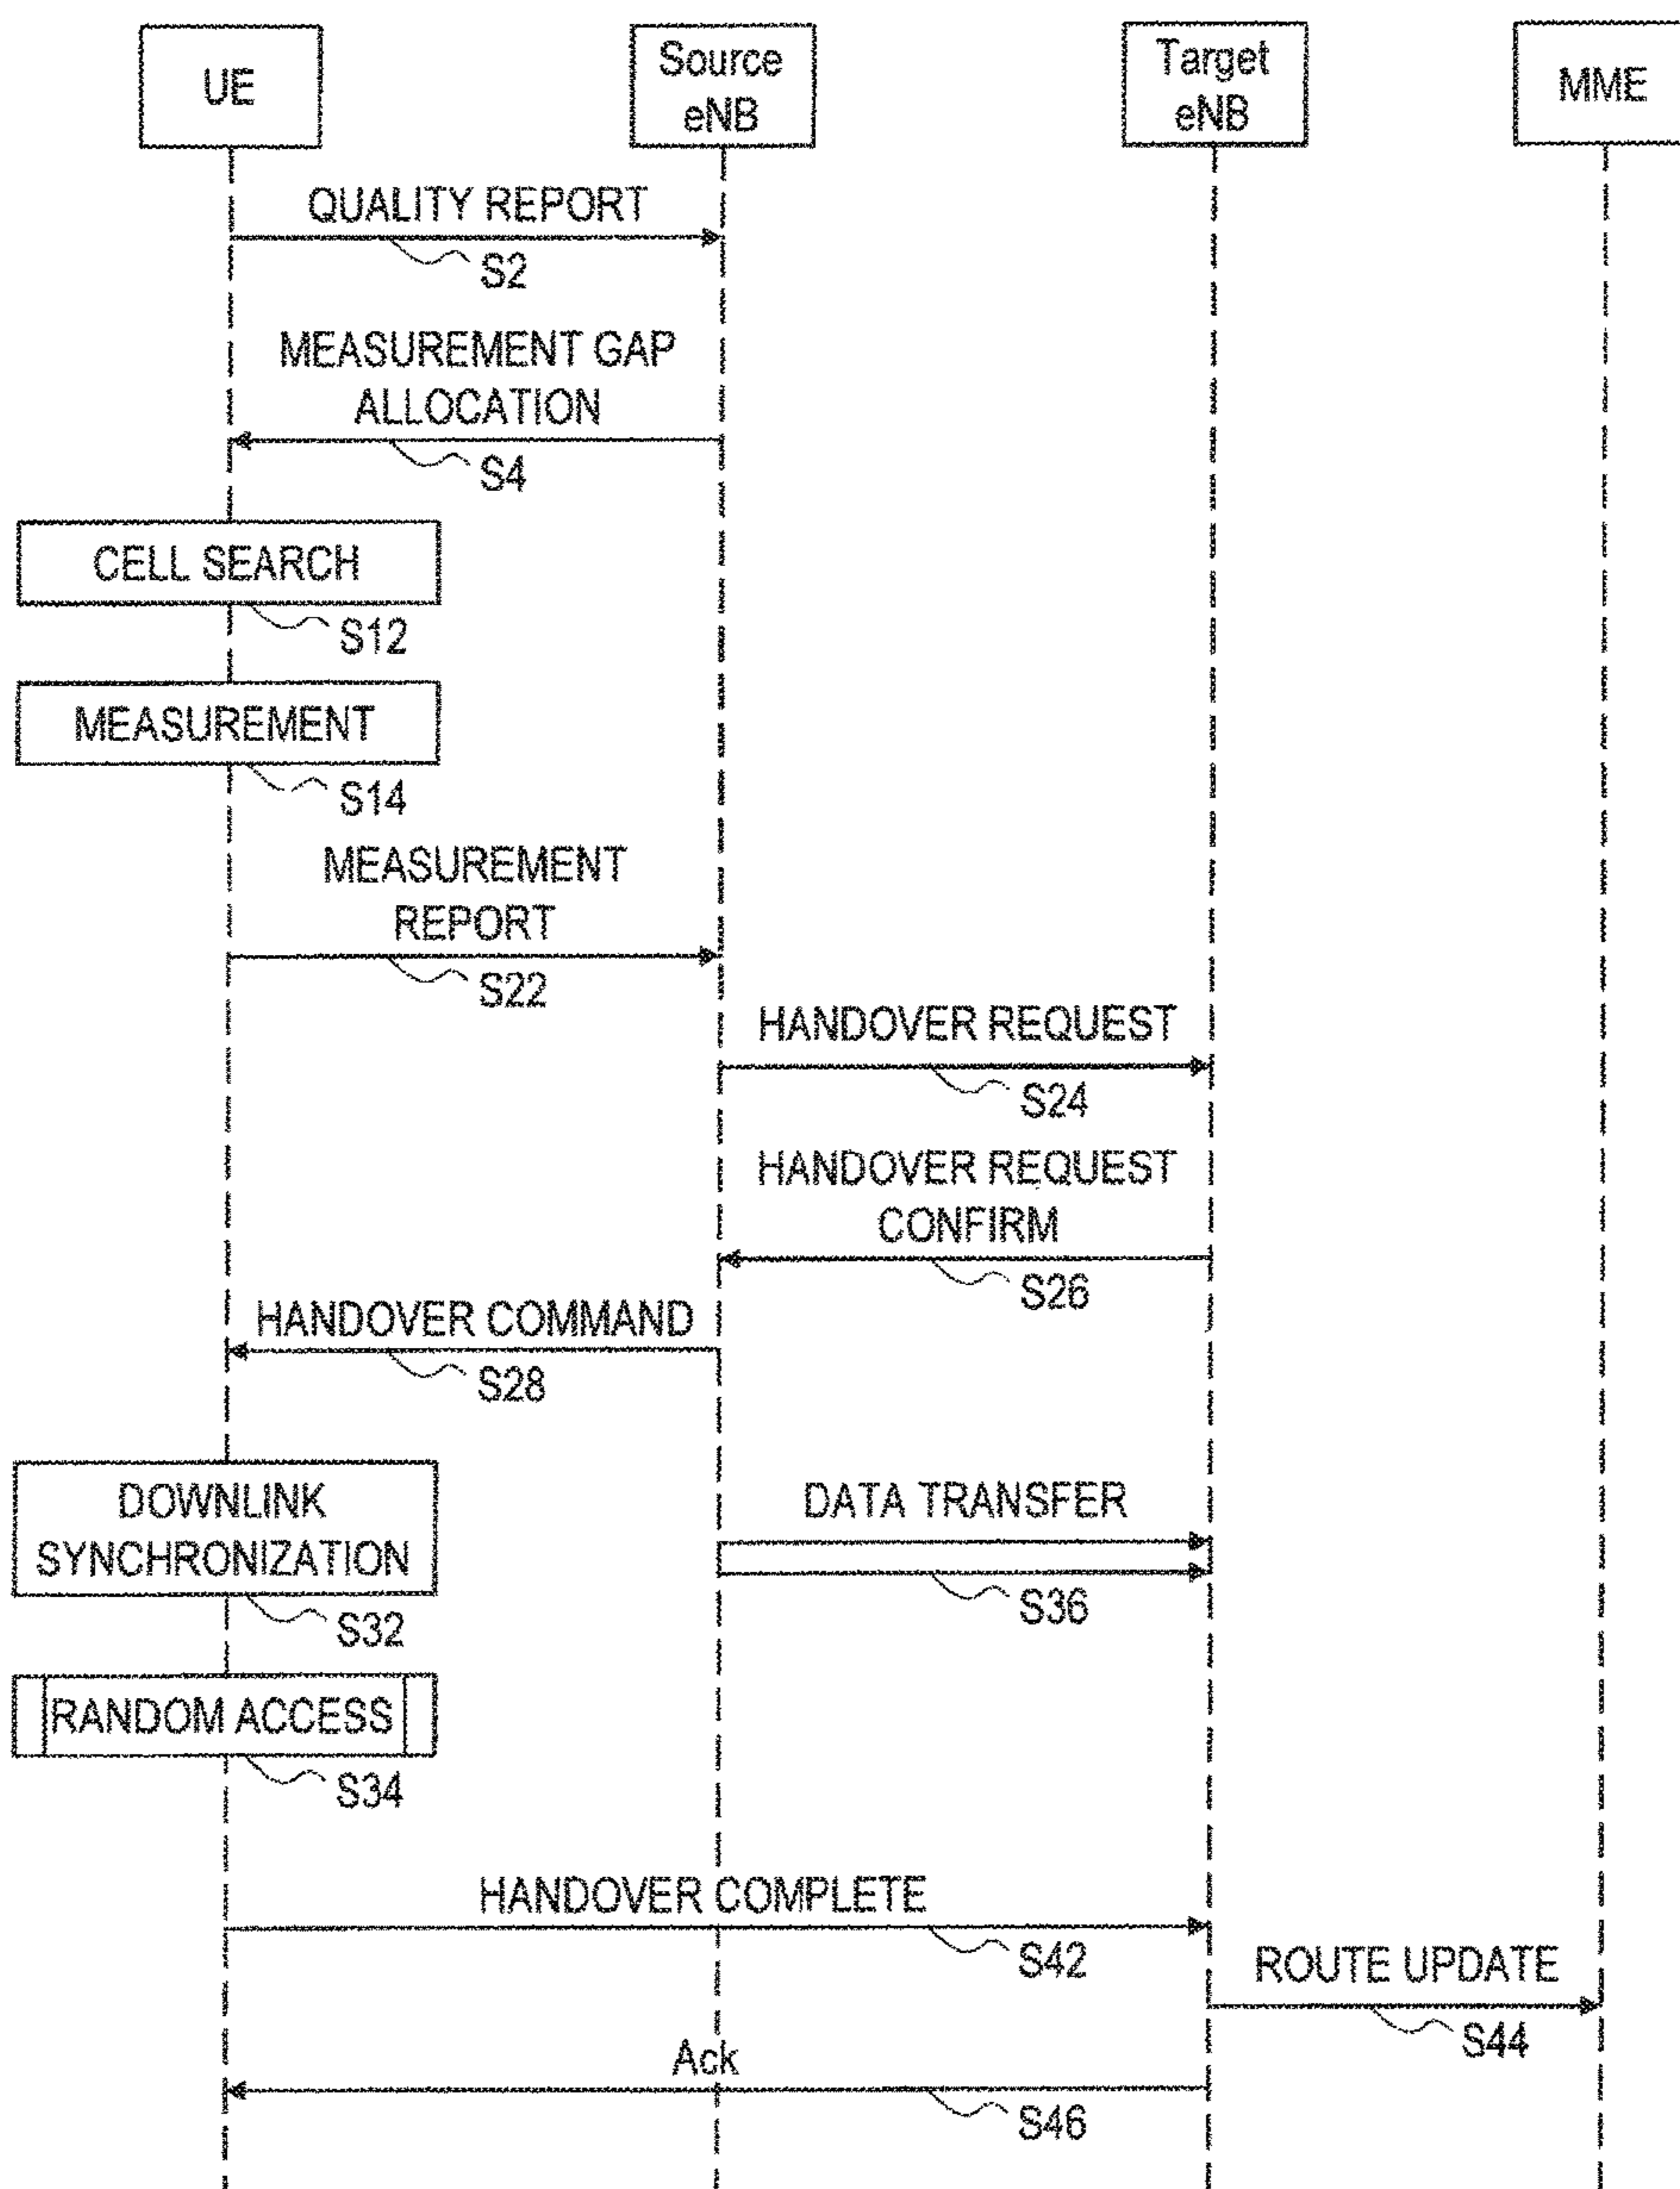 UE
Source
eNB
Target
eNB
MME
QUALITY REPORT
S2
MEASUREMENT GAP
ALLOCATION
S4
CELL SEARCH
S12
MEASUREMENT
S14
MEASUREMENT
REPORT
S22
HANDOVER REQUEST
S24
HANDOVER REQUEST
CONFIRM
S26
HANDOVER COMMAND
S28
DOWNLINK
SYNCHRONIZATION
S32
DATA TRANSFER
S36
RANDOM ACCESS
S34
HANDOVER COMPLETE
S42
ROUTE UPDATE
S44
Ack
S46